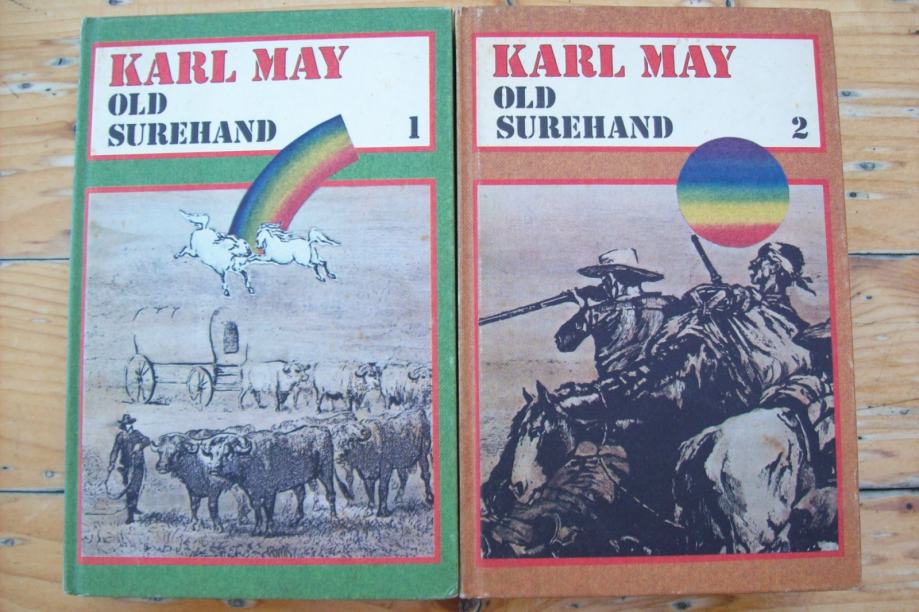 KARL MAY
OLD
SUREHAND 1
KARL MAY
OLD
SUREHAND 2